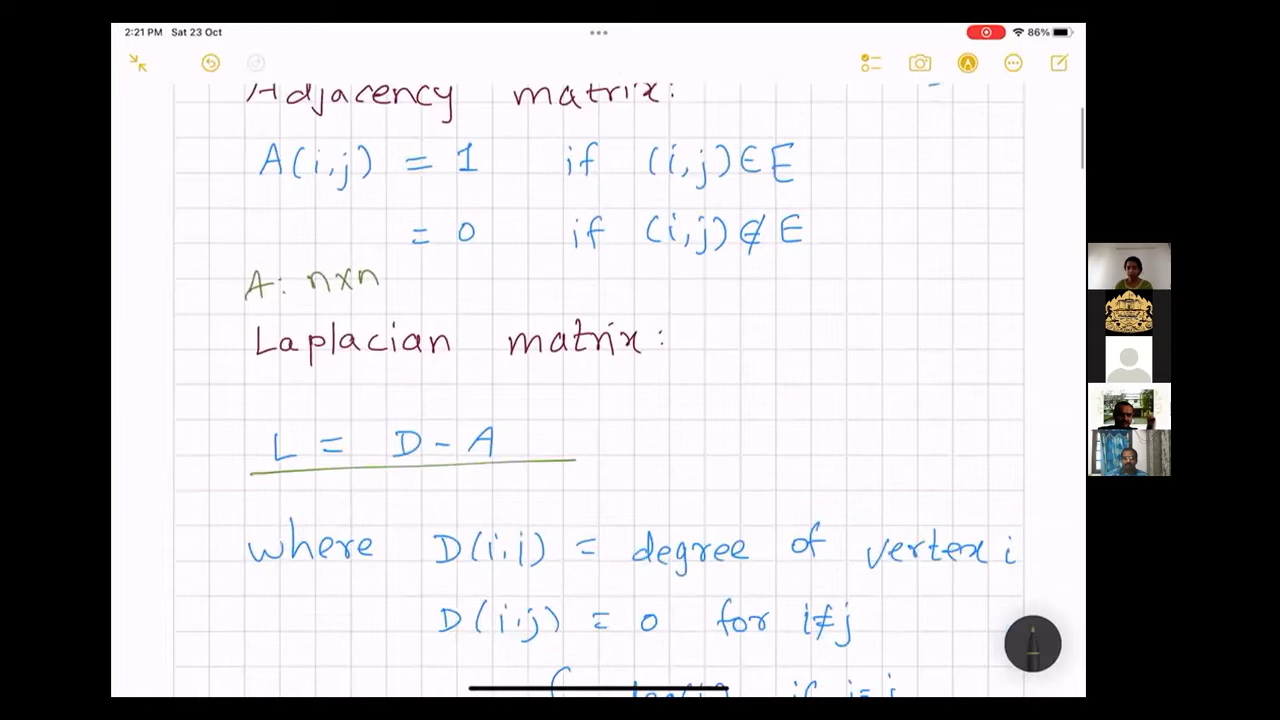 2:21 PM Sat 23 Oct
86%
Adjacency matrix:
A(i,j) = 1 if (i,j)∈E
= 0 if (i,j)∉E
A: n×n
Laplacian matrix:
L = D - A
where D(i,i) = degree of vertex i
D(i,j) = 0 for i≠j
if i=j